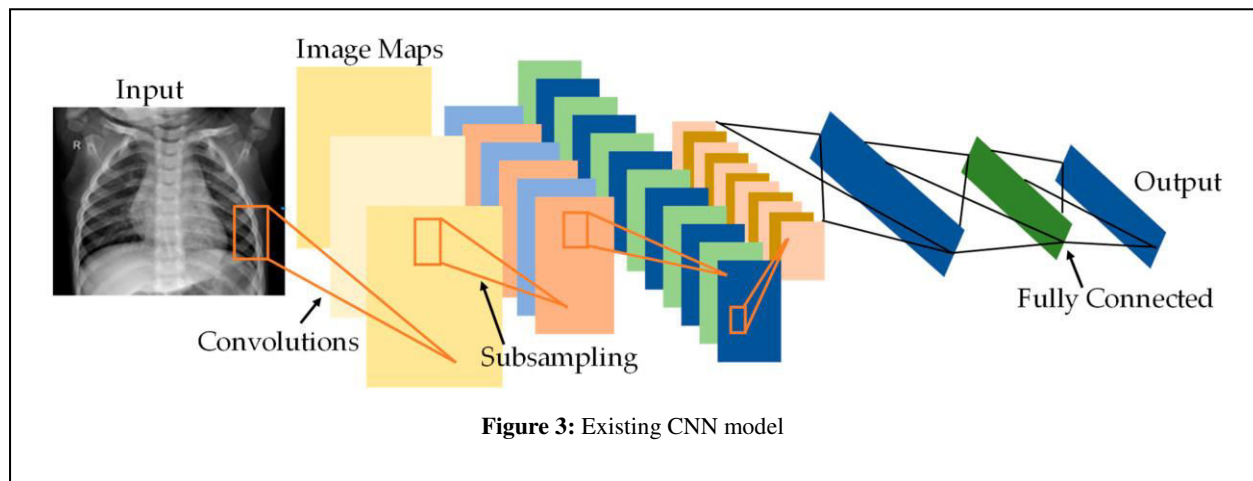 Image Maps
Input
R
Output
Fully Connected
Convolutions
Subsampling
Figure 3: Existing CNN model